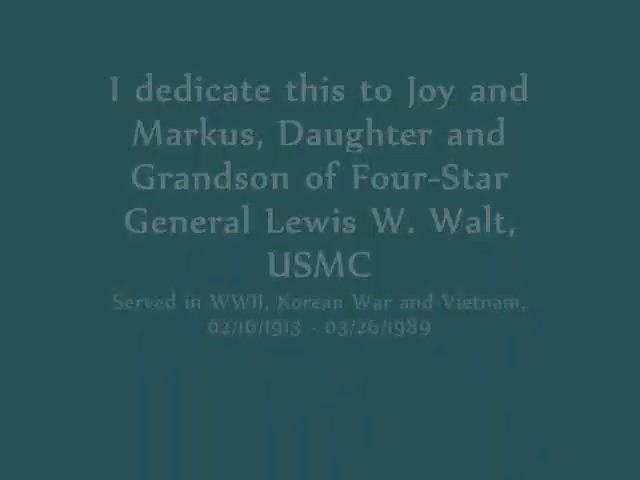 I dedicate this to Joy and
Markus, Daughter and
Grandson of Four-Star
General Lewis W. Walt,
USMC
Served in WWII, Korean War and Vietnam,
02/16/1913 - 03/26/1989